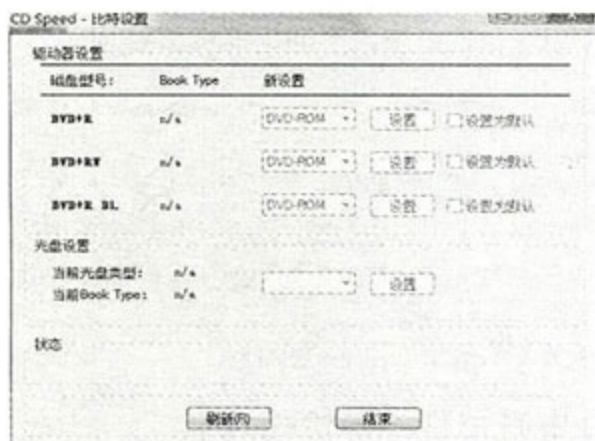 CD Speed - 比特设置
驱动器设置
磁盘型号: Book Type 新设置
DVD+R n/a DVD-ROM 设置 设置为默认
DVD+RW n/a DVD-ROM 设置 设置为默认
DVD+R DL n/a DVD-ROM 设置 设置为默认
光盘设置
当前光盘类型: n/a 设置
当前Book Type: n/a
状态
刷新(R) 结束